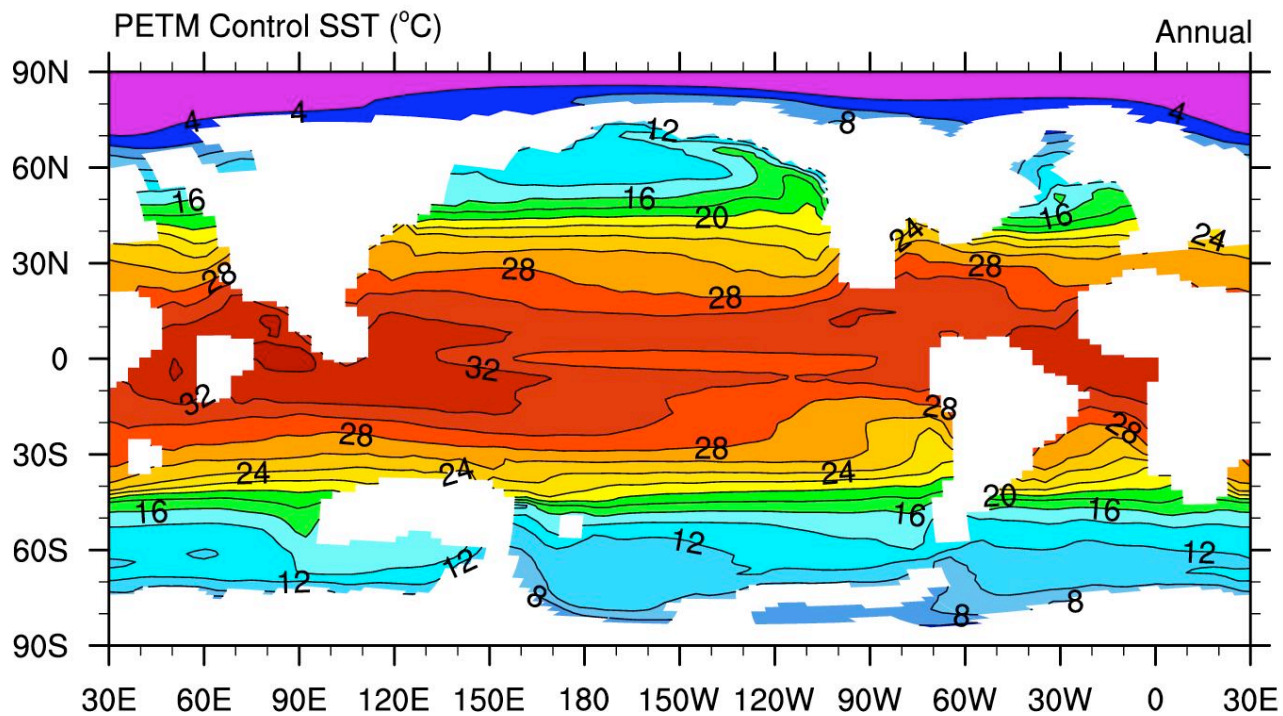 PETM Control SST (°C) Annual
90N
4 4 4
12 8
60N
16 16 20 16
24 24
30N
28 28 28 28
0
32
32
28 28
28 28
30S
24 24 24
20
16 16 16
60S
12 12 12 12
8 8 8
90S
30E 60E 90E 120E 150E 180 150W 120W 90W 60W 30W 0 30E